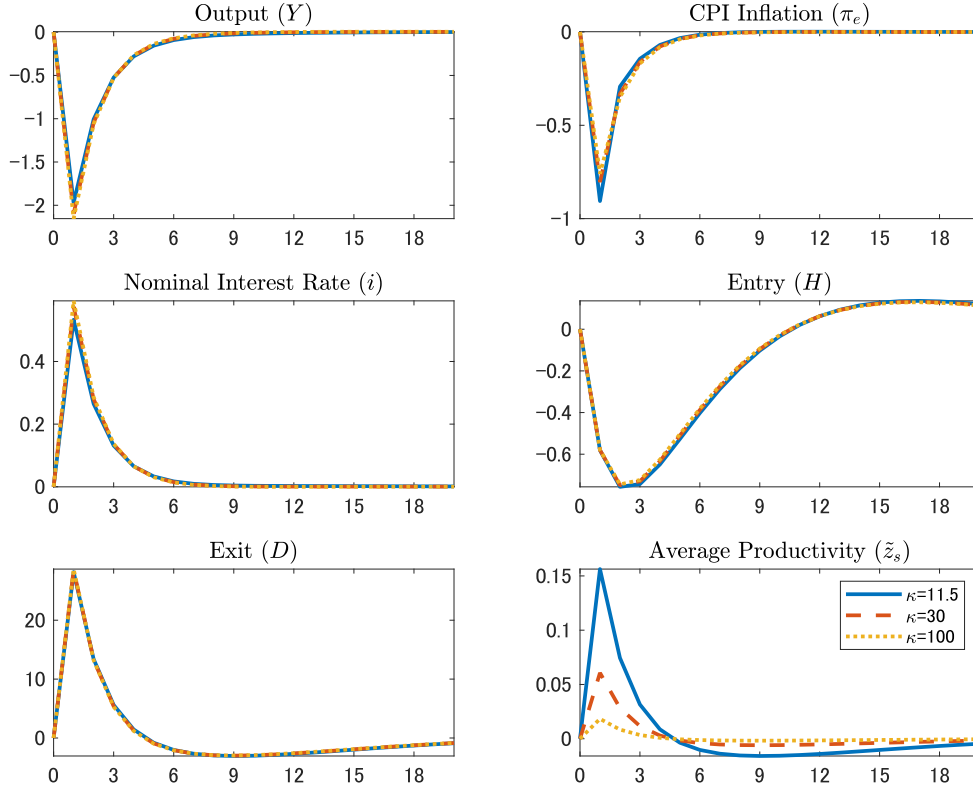 Output (Y)
0
−0.5
−1
−1.5
−2
0 3 6 9 12 15 18
CPI Inflation (π_e)
0
−0.5
−1
0 3 6 9 12 15 18
Nominal Interest Rate (i)
0.4
0.2
0
0 3 6 9 12 15 18
Entry (H)
0
−0.2
−0.4
−0.6
0 3 6 9 12 15 18
Exit (D)
20
10
0
0 3 6 9 12 15 18
Average Productivity (z̃_s)
0.15
0.1
0.05
0
κ=11.5
κ=30
κ=100
0 3 6 9 12 15 18